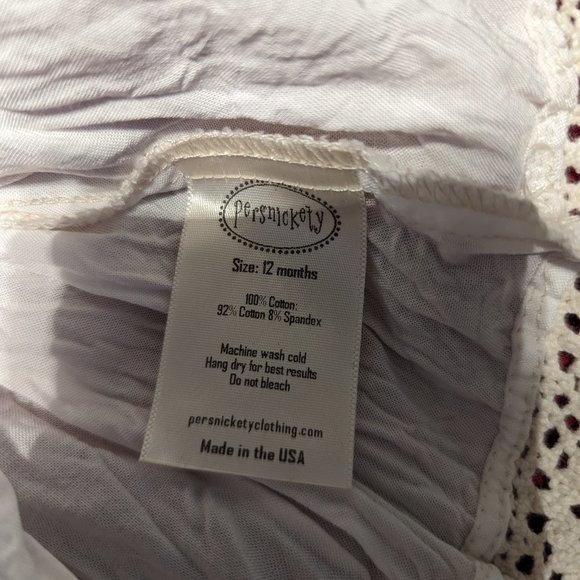 persnickety
Size: 12 months
100% Cotton:
92% Cotton 8% Spandex
Machine wash cold
Hang dry for best results
Do not bleach
persnicketyclothing.com
Made in the USA